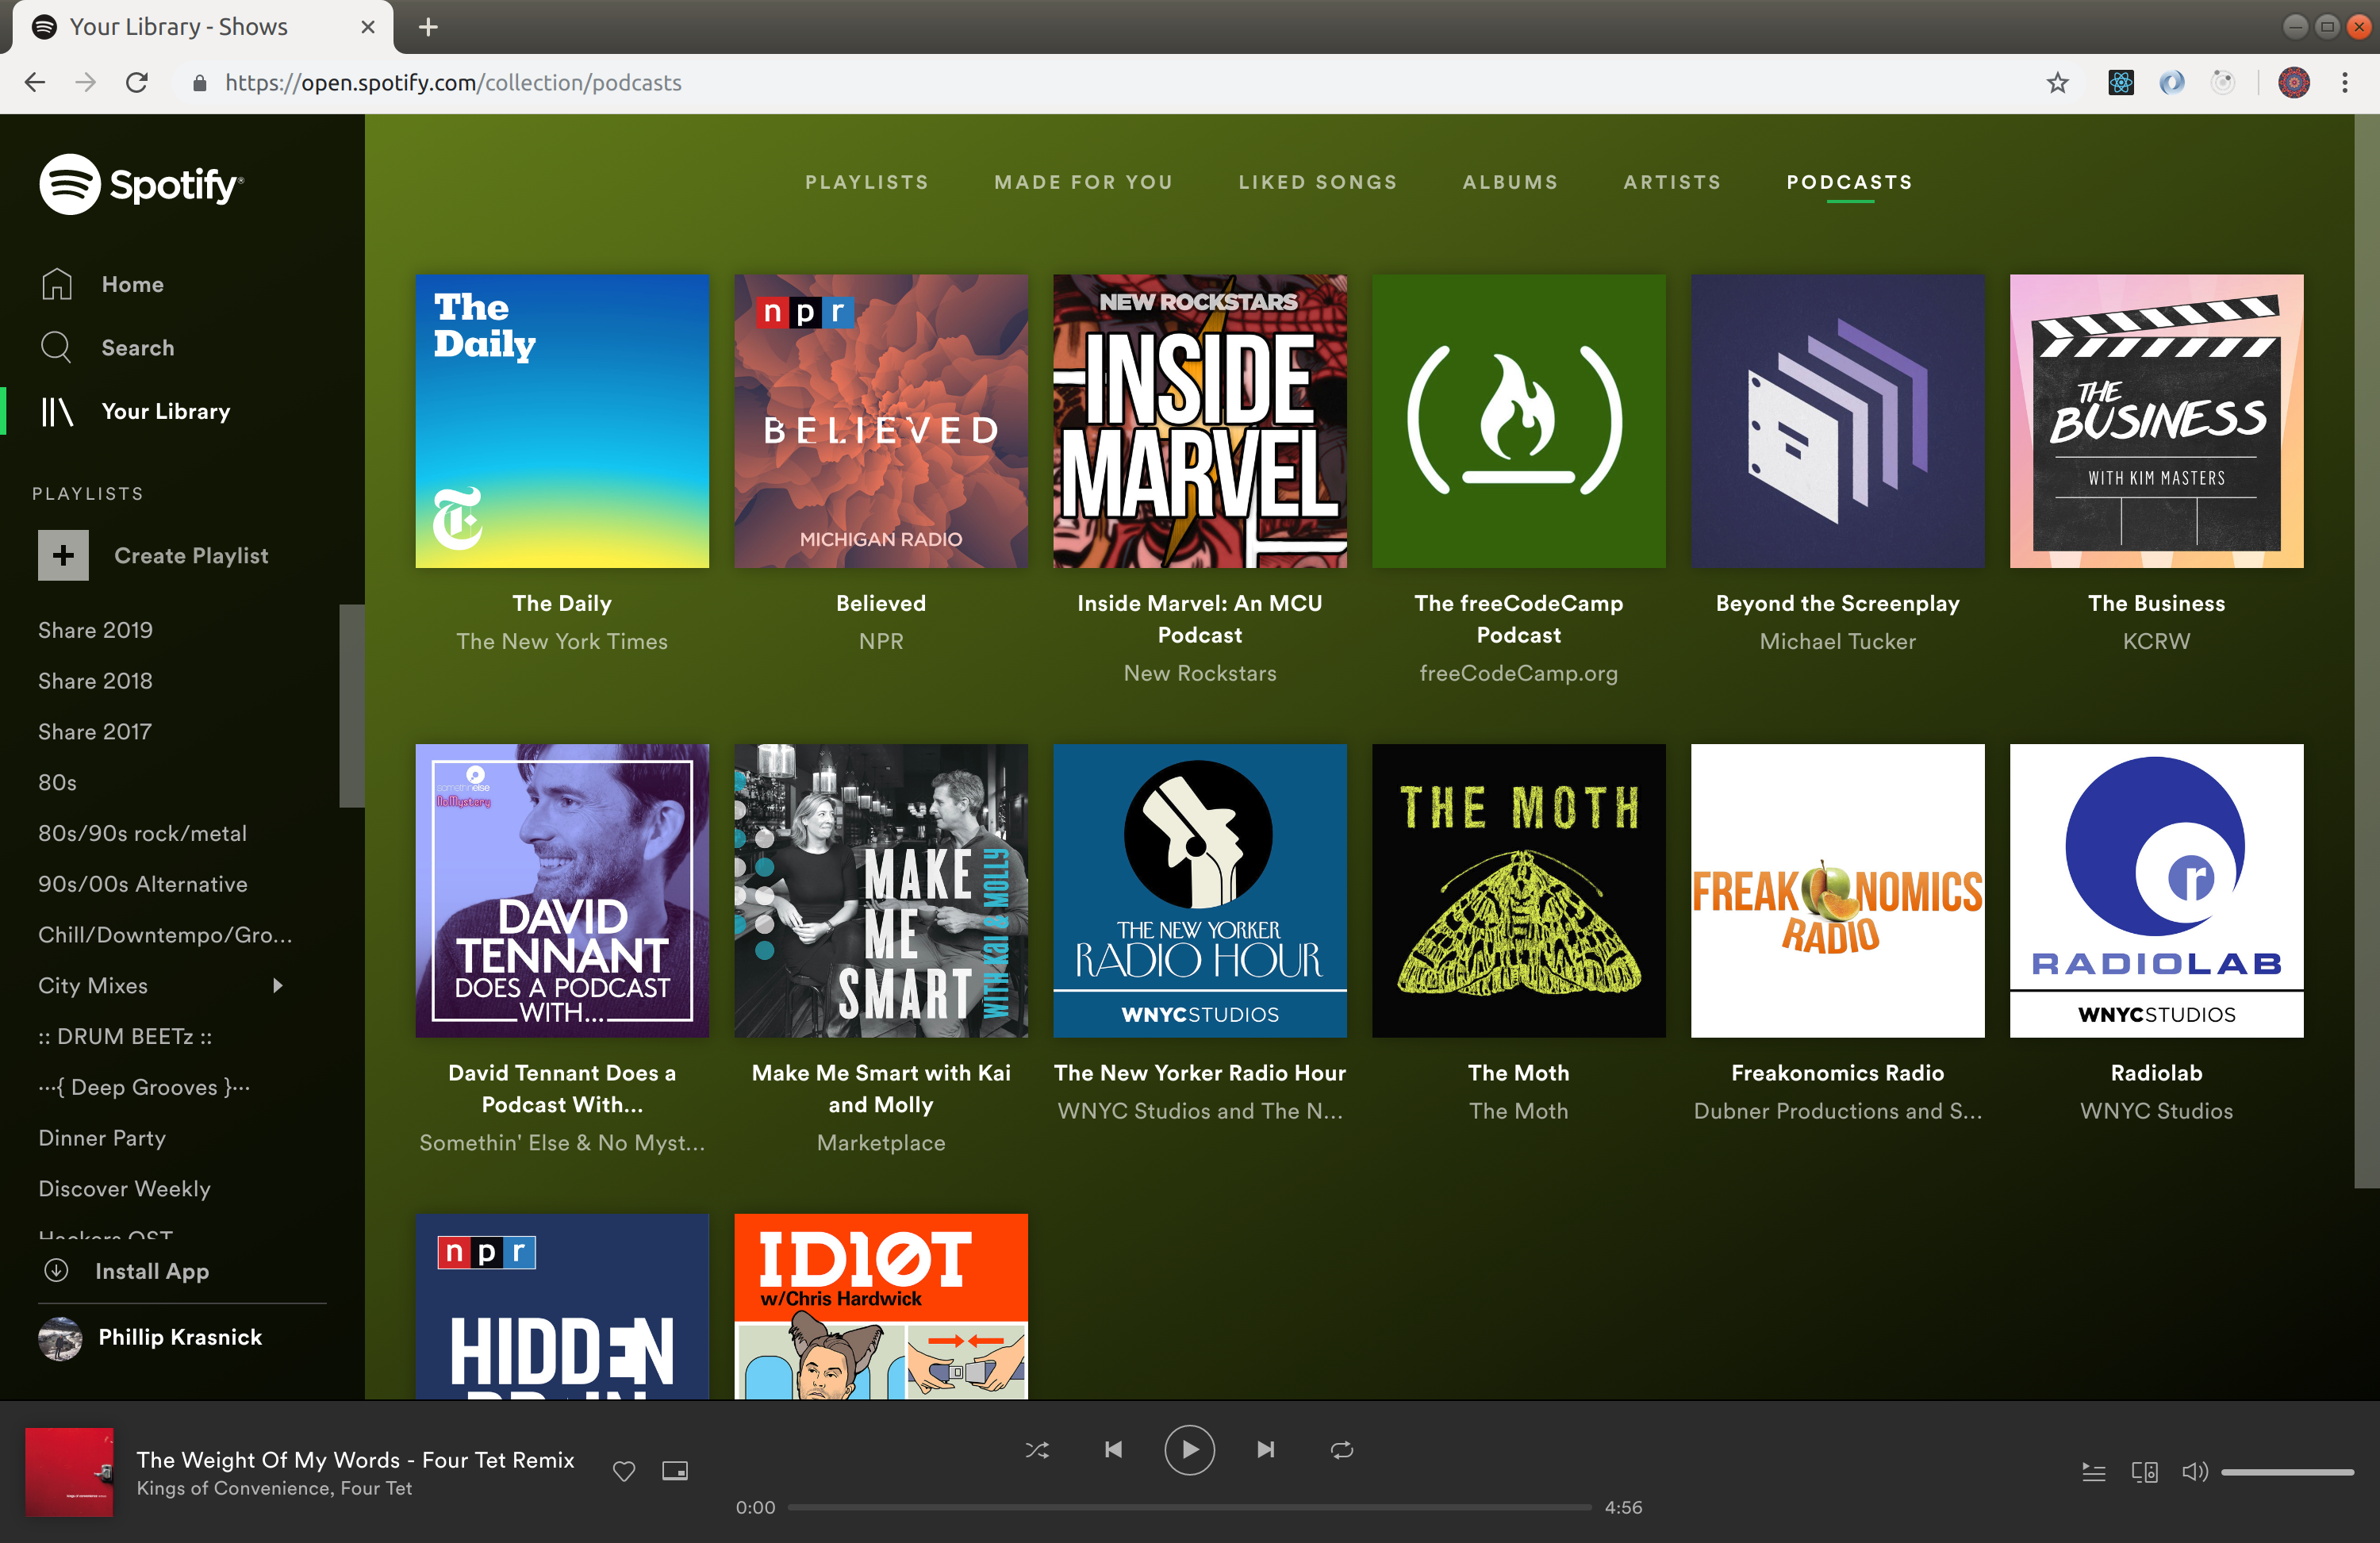 Your Library - Shows
https://open.spotify.com/collection/podcasts
Spotify®
Home
Search
Your Library
PLAYLISTS
Create Playlist
Share 2019
Share 2018
Share 2017
80s
80s/90s rock/metal
90s/00s Alternative
Chill/Downtempo/Gro...
City Mixes
:: DRUM BEETz ::
···{ Deep Grooves }···
Dinner Party
Discover Weekly
Hackers OST
Install App
Phillip Krasnick
PLAYLISTS MADE FOR YOU LIKED SONGS ALBUMS ARTISTS PODCASTS
The
Daily
T
The Daily
The New York Times
npr
BELIEVED
MICHIGAN RADIO
Believed
NPR
NEW ROCKSTARS
INSIDE
MARVEL
Inside Marvel: An MCU
Podcast
New Rockstars
The freeCodeCamp
Podcast
freeCodeCamp.org
Beyond the Screenplay
Michael Tucker
THE
BUSINESS
WITH KIM MASTERS
The Business
KCRW
somethinelse
NoMystery
DAVID
TENNANT
DOES A PODCAST
WITH...
David Tennant Does a
Podcast With...
Somethin' Else & No Myst...
MAKE
ME
SMART
WITH KAI & MOLLY
Make Me Smart with Kai
and Molly
Marketplace
THE NEW YORKER
RADIO HOUR
WNYCSTUDIOS
The New Yorker Radio Hour
WNYC Studios and The N...
THE MOTH
The Moth
The Moth
FREAKONOMICS
RADIO
Freakonomics Radio
Dubner Productions and S...
r
RADIOLAB
WNYCSTUDIOS
Radiolab
WNYC Studios
npr
HIDDEN
BRAIN
ID10T
w/Chris Hardwick
The Weight Of My Words - Four Tet Remix
Kings of Convenience, Four Tet
0:00
4:56